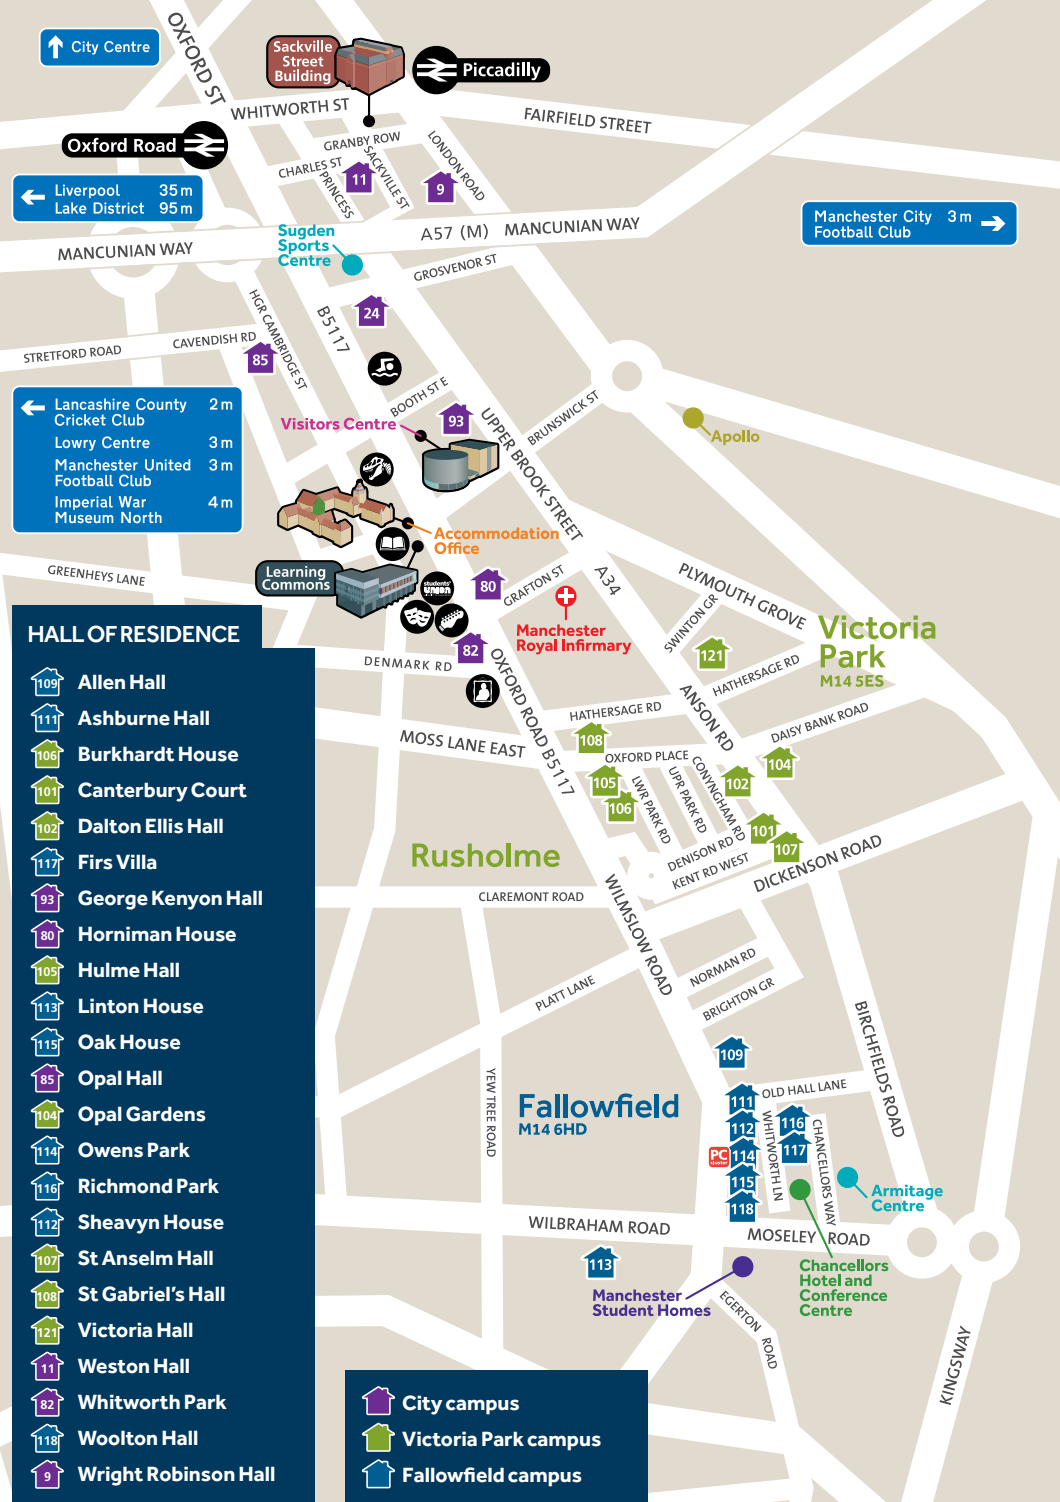 City Centre
OXFORD ST
Sackville
Street
Building
Piccadilly
WHITWORTH ST
FAIRFIELD STREET
Oxford Road
GRANBY ROW
LONDON ROAD
CHARLES ST
SACKVILLE ST
PRINCESS
11
9
Liverpool 35m
Lake District 95m
Manchester City 3m
Football Club
MANCUNIAN WAY
A57 (M) MANCUNIAN WAY
Sugden
Sports
Centre
GROSVENOR ST
HGR CAMBRIDGE ST
B5117
24
STRETFORD ROAD
CAVENDISH RD
85
BOOTH ST E
Lancashire County 2m
Cricket Club
Lowry Centre 3m
Manchester United 3m
Football Club
Imperial War 4m
Museum North
Visitors Centre
93
UPPER BROOK STREET
BRUNSWICK ST
Apollo
Accommodation
Office
Learning
Commons
students'
union
80
GRAFTON ST
A34
GREENHEYS LANE
Manchester
Royal Infirmary
PLYMOUTH GROVE
SWINTON GR
Victoria
Park
M14 5ES
121
HATHERSAGE RD
82
DENMARK RD
OXFORD ROAD B5117
HATHERSAGE RD
ANSON RD
DAISY BANK ROAD
MOSS LANE EAST
108
OXFORD PLACE
104
105
106
LWR PARK RD
UPR PARK RD
CONYNGHAM RD
102
101
107
DENISON RD
KENT RD WEST
DICKENSON ROAD
Rusholme
CLAREMONT ROAD
WILMSLOW ROAD
NORMAN RD
PLATT LANE
BRIGHTON GR
BIRCHFIELDS ROAD
109
YEW TREE ROAD
Fallowfield
M14 6HD
OLD HALL LANE
111
112
PC
cluster
114
115
118
WHITWORTH LN
116
117
CHANCELLORS WAY
Armitage
Centre
WILBRAHAM ROAD
MOSELEY ROAD
113
Manchester
Student Homes
Chancellors
Hotel and
Conference
Centre
EGERTON ROAD
KINGSWAY
HALL OF RESIDENCE
109 Allen Hall
111 Ashburne Hall
106 Burkhardt House
101 Canterbury Court
102 Dalton Ellis Hall
117 Firs Villa
93 George Kenyon Hall
80 Horniman House
105 Hulme Hall
113 Linton House
115 Oak House
85 Opal Hall
104 Opal Gardens
114 Owens Park
116 Richmond Park
112 Sheavyn House
107 St Anselm Hall
108 St Gabriel's Hall
121 Victoria Hall
11 Weston Hall
82 Whitworth Park
118 Woolton Hall
9 Wright Robinson Hall
City campus
Victoria Park campus
Fallowfield campus